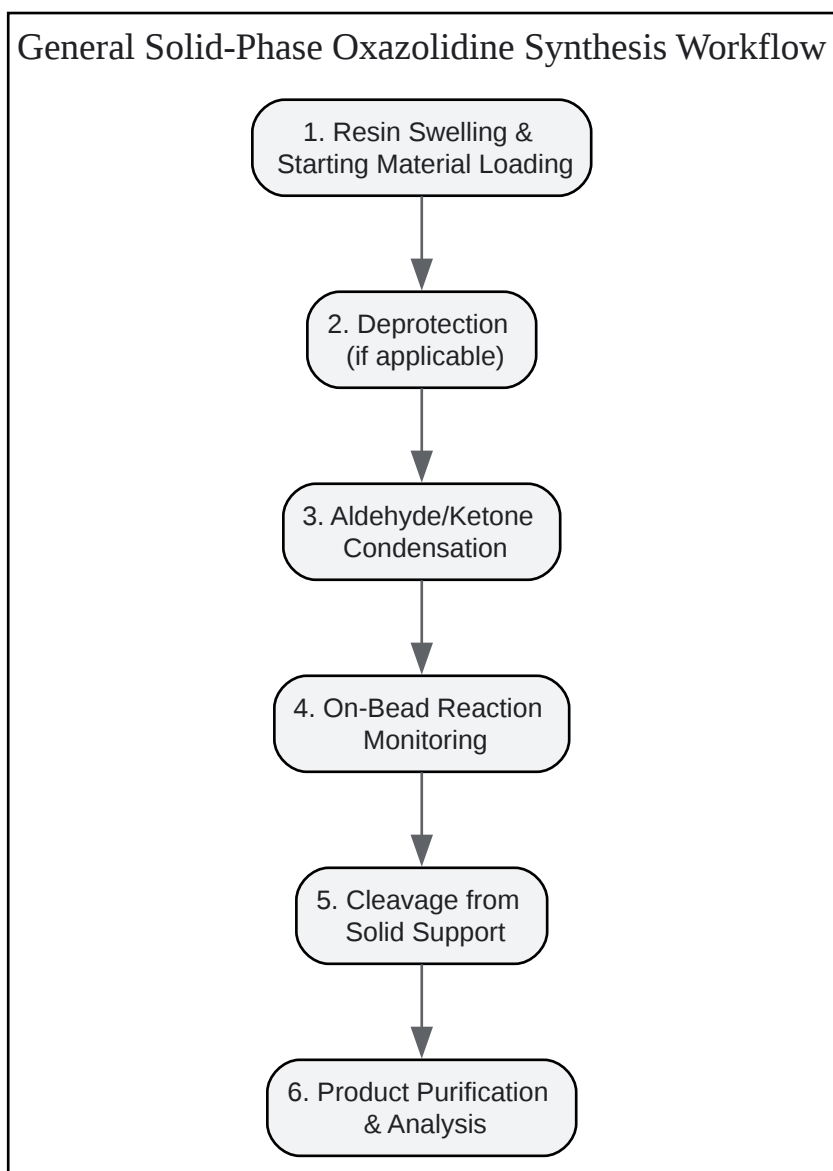 General Solid-Phase Oxazolidine Synthesis Workflow
1. Resin Swelling &
Starting Material Loading
2. Deprotection
(if applicable)
3. Aldehyde/Ketone
Condensation
4. On-Bead Reaction
Monitoring
5. Cleavage from
Solid Support
6. Product Purification
& Analysis